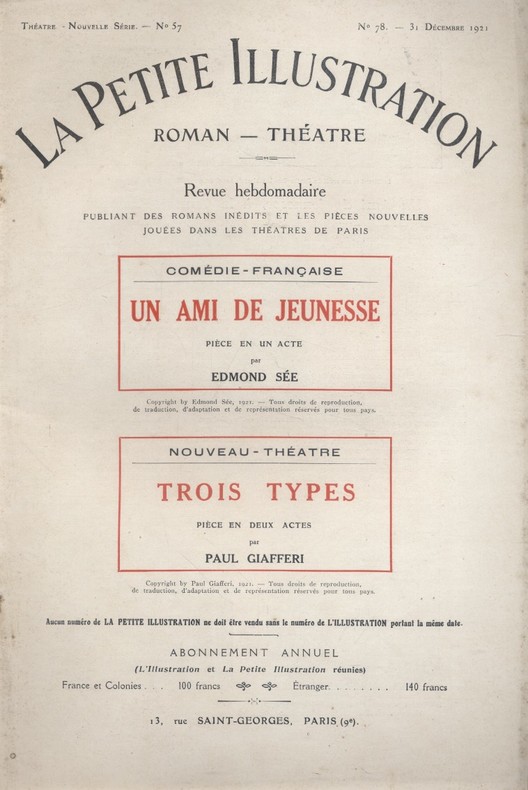 Théatre - Nouvelle Série. — No 57
No 78. — 31 Décembre 1921
LA PETITE ILLUSTRATION
ROMAN — THÉATRE
Revue hebdomadaire
PUBLIANT DES ROMANS INÉDITS ET LES PIÈCES NOUVELLES
JOUÉES DANS LES THÉATRES DE PARIS
COMÉDIE-FRANÇAISE
UN AMI DE JEUNESSE
PIÈCE EN UN ACTE
par
EDMOND SÉE
Copyright by Edmond Sée, 1921. — Tous droits de reproduction,
de traduction, d'adaptation et de représentation réservés pour tous pays.
NOUVEAU-THÉATRE
TROIS TYPES
PIÈCE EN DEUX ACTES
par
PAUL GIAFFERI
Copyright by Paul Giafferi, 1921. — Tous droits de reproduction,
de traduction, d'adaptation et de représentation réservés pour tous pays.
Aucun numéro de LA PETITE ILLUSTRATION ne doit être vendu sans le numéro de L'ILLUSTRATION portant la même date.
ABONNEMENT ANNUEL
(L'Illustration et La Petite Illustration réunies)
France et Colonies . . . 100 francs Étranger. . . . . . . . 140 francs
13, rue SAINT-GEORGES, PARIS (9e).